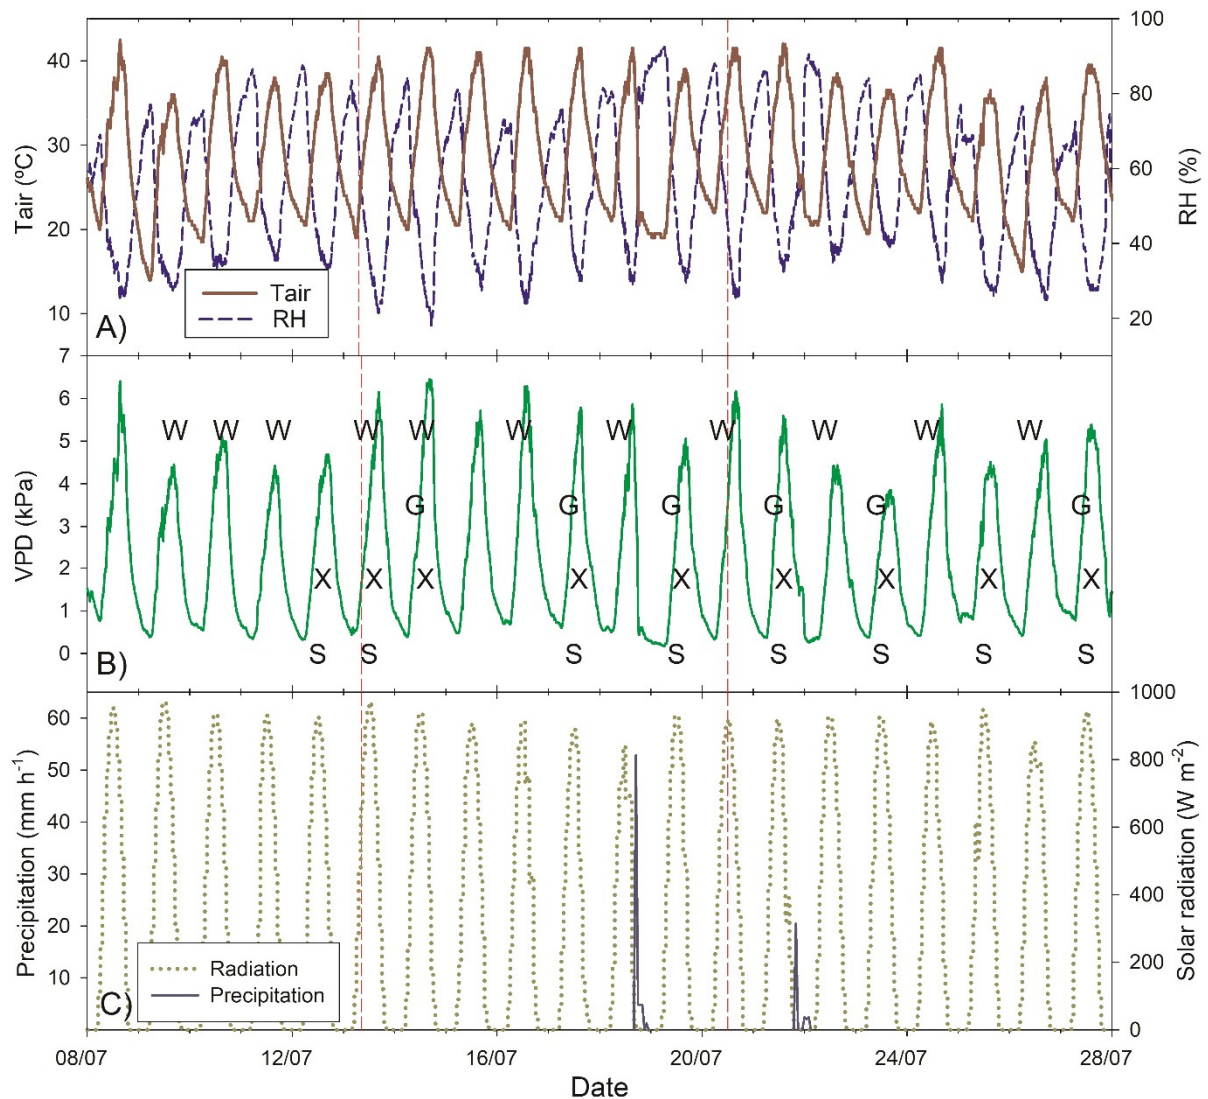 100
40
80
30
Tair (ºC)
60
RH (%)
20
40
Tair
RH
10
20
A)
7
6
W W W W W W W W W W W
5
4
VPD (kPa)
G G G G G G
3
2
X X X X X X X X X
1
0
S S S S S S S S
B)
60
1000
50
800
Precipitation (mm h-1)
40
600
Solar radiation (W m-2)
30
400
20
Radiation
200
10
Precipitation
C)
0
08/07 12/07 16/07 20/07 24/07 28/07
Date